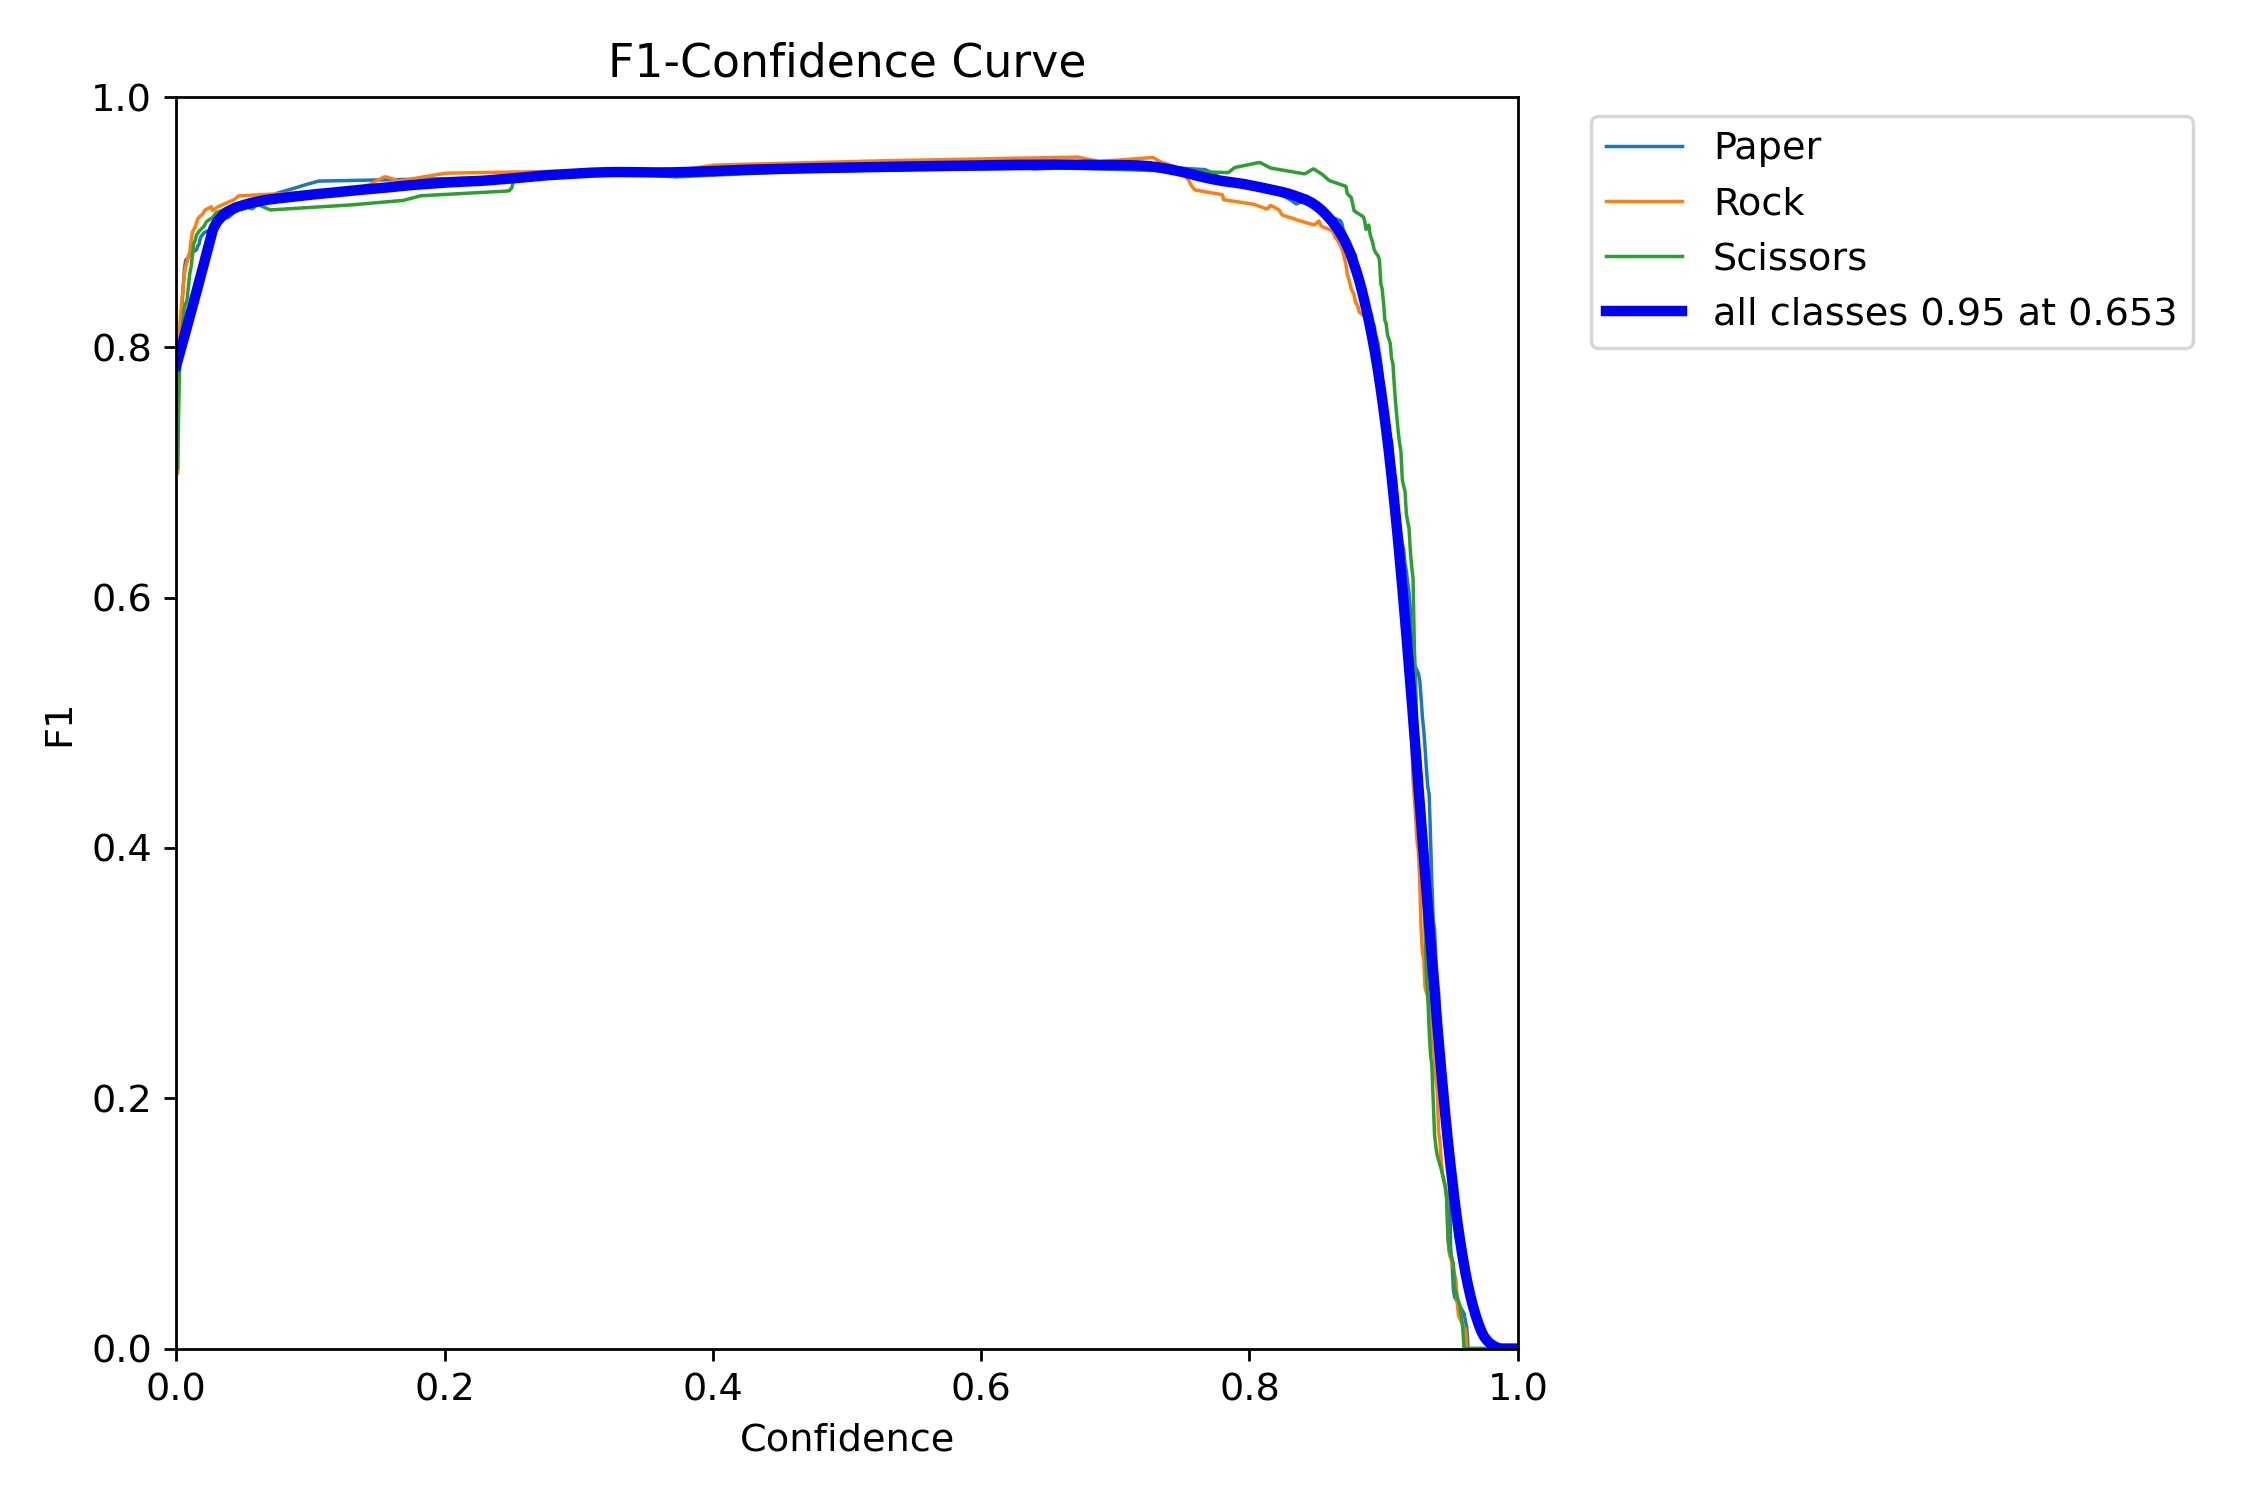 F1-Confidence Curve
1.0
0.8
0.6
0.4
0.2
0.0
F1
0.0 0.2 0.4 0.6 0.8 1.0
Confidence
Paper
Rock
Scissors
all classes 0.95 at 0.653